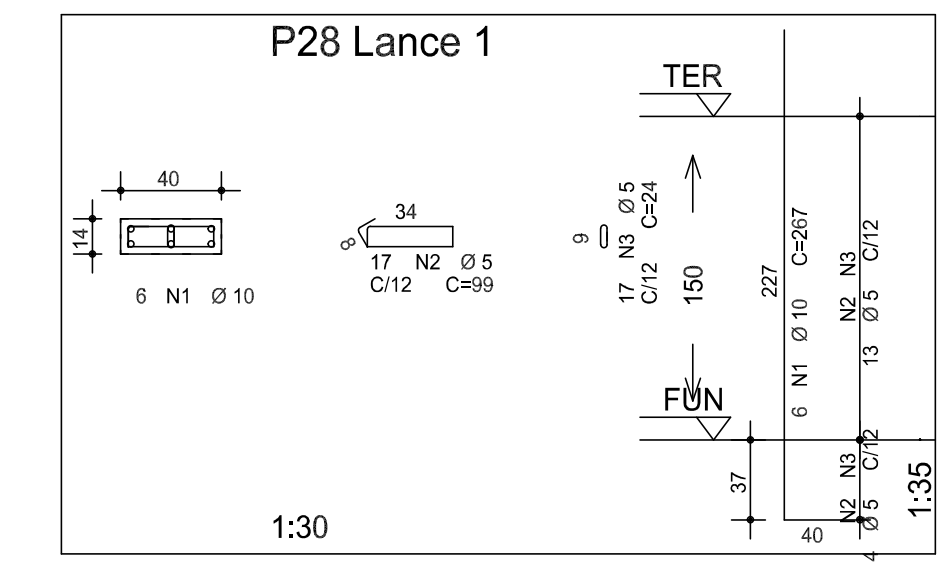 P28 Lance 1
TER
40
14
6 N1 Ø 10
34
8
17 N2 Ø 5
C/12 C=99
9
17 N3 Ø 5
C/12 C=24
150
FUN
227
6 N1 Ø 10 C=267
N2 N3
13 Ø 5 C/12
37
N2 N3
4 Ø 5 C/12
40
1:30
1:35